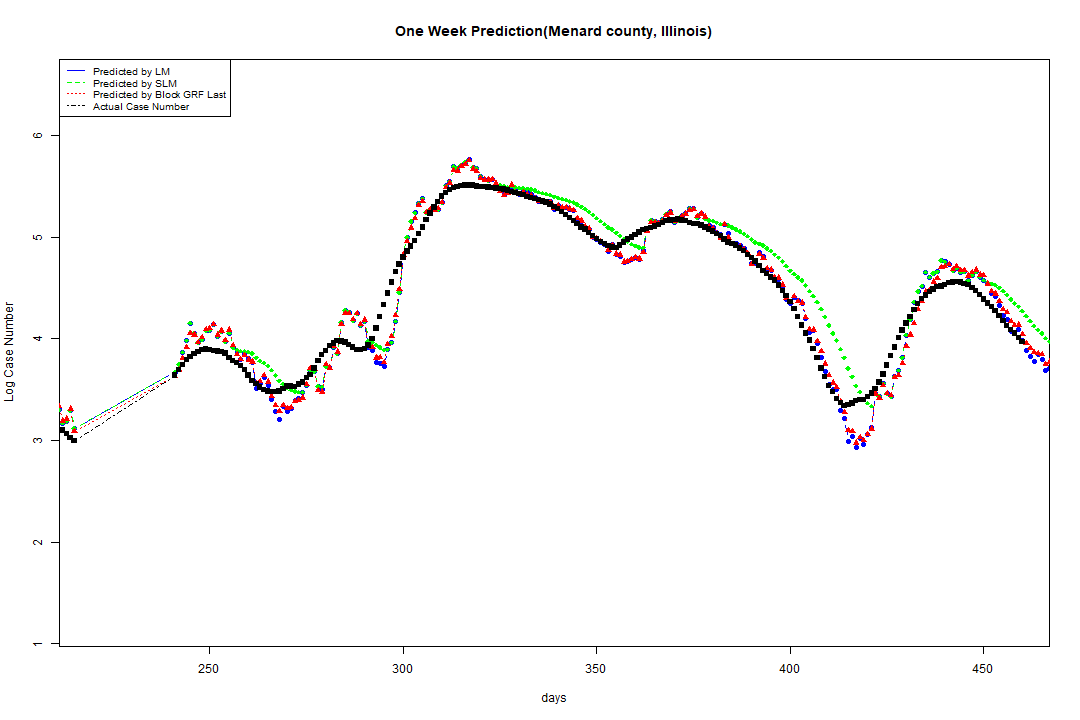 One Week Prediction(Menard county, Illinois)
Predicted by LM
Predicted by SLM
Predicted by Block GRF Last
Actual Case Number
Log Case Number
6
5
4
3
2
1
250 300 350 400 450
days